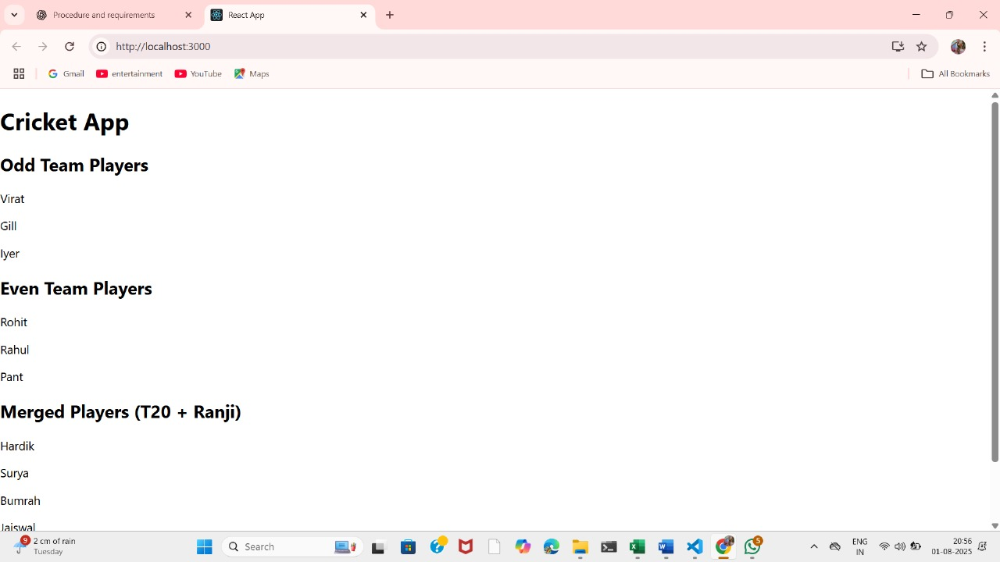 Procedure and requirements
React App
http://localhost:3000
Gmail
entertainment
YouTube
Maps
All Bookmarks
Cricket App
Odd Team Players
Virat
Gill
Iyer
Even Team Players
Rohit
Rahul
Pant
Merged Players (T20 + Ranji)
Hardik
Surya
Bumrah
Jaiswal
9
2 cm of rain
Tuesday
Search
5
ENG
IN
20:56
01-08-2025